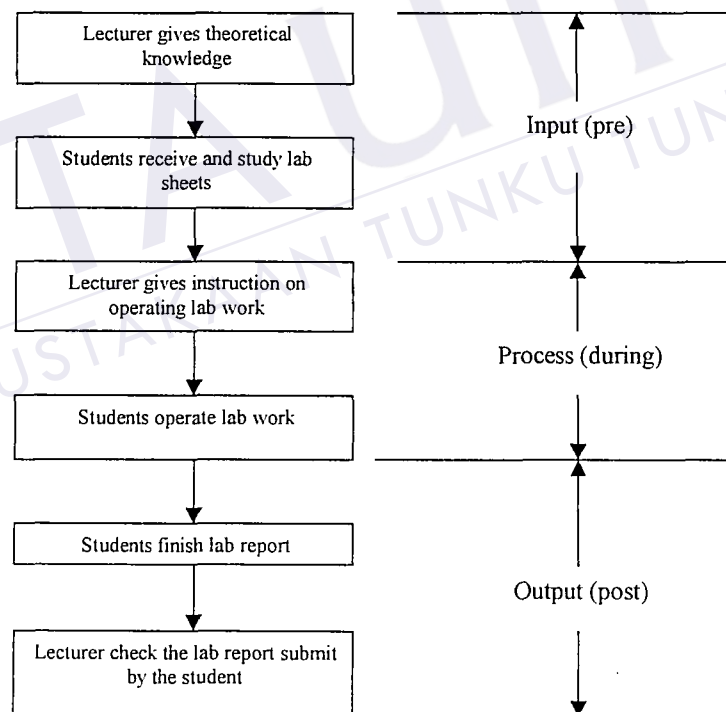 Lecturer gives theoretical
knowledge
Input (pre)
Students receive and study lab
sheets
Lecturer gives instruction on
operating lab work
Process (during)
Students operate lab work
Students finish lab report
Output (post)
Lecturer check the lab report submit
by the student